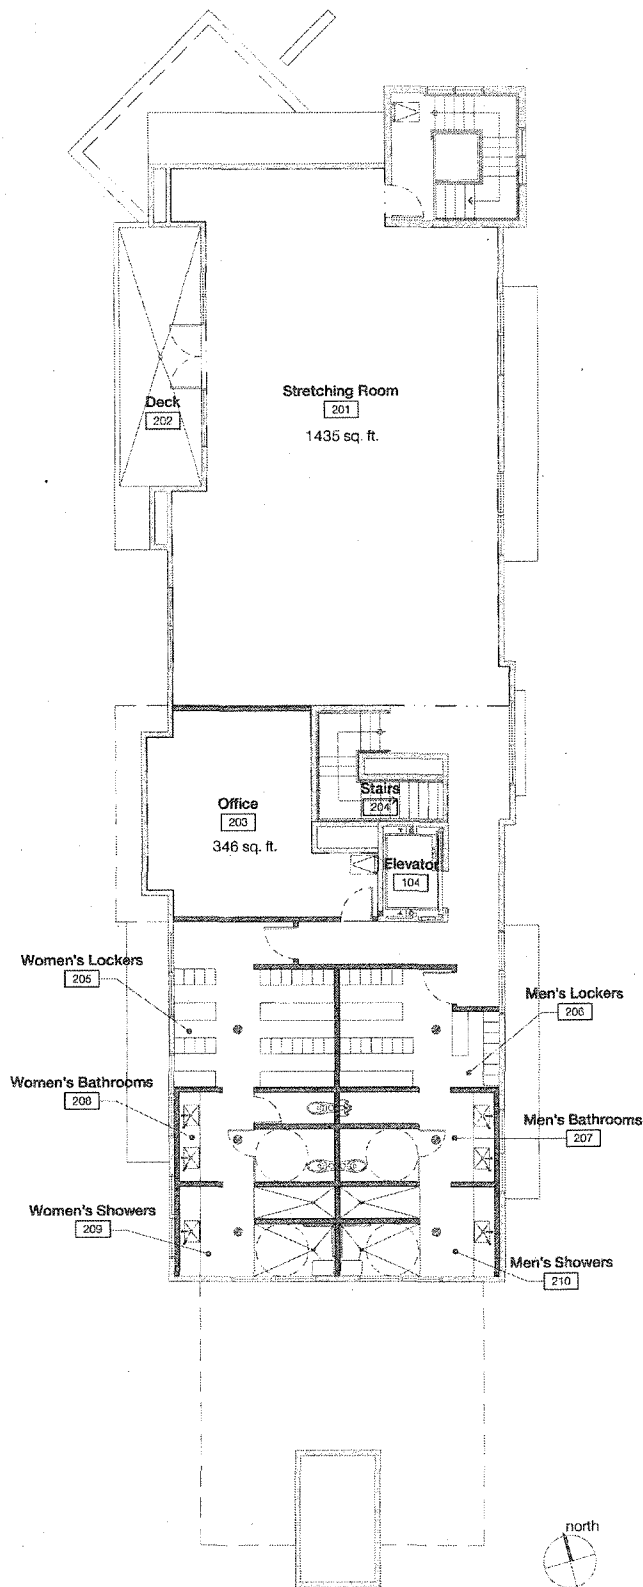 Stretching Room
201
1435 sq. ft.
Deck
202
Stairs
204
Office
203
346 sq. ft.
Elevator
104
Women's Lockers
205
Men's Lockers
206
Women's Bathrooms
208
Men's Bathrooms
207
Women's Showers
209
Men's Showers
210
north